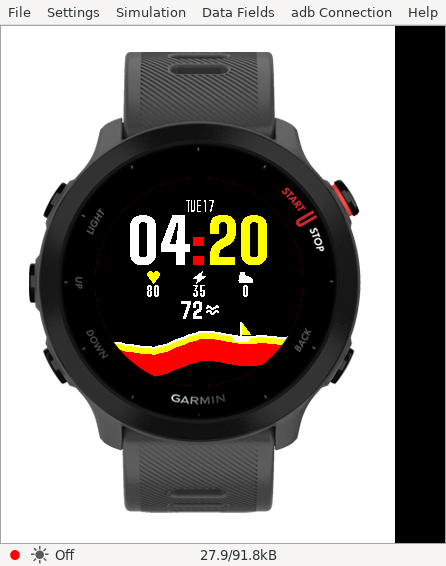 File Settings Simulation Data Fields adb Connection Help
LIGHT
START
STOP
TUE17
04:20
UP
80 35 0
72
DOWN
BACK
GARMIN
Off 27.9/91.8kB